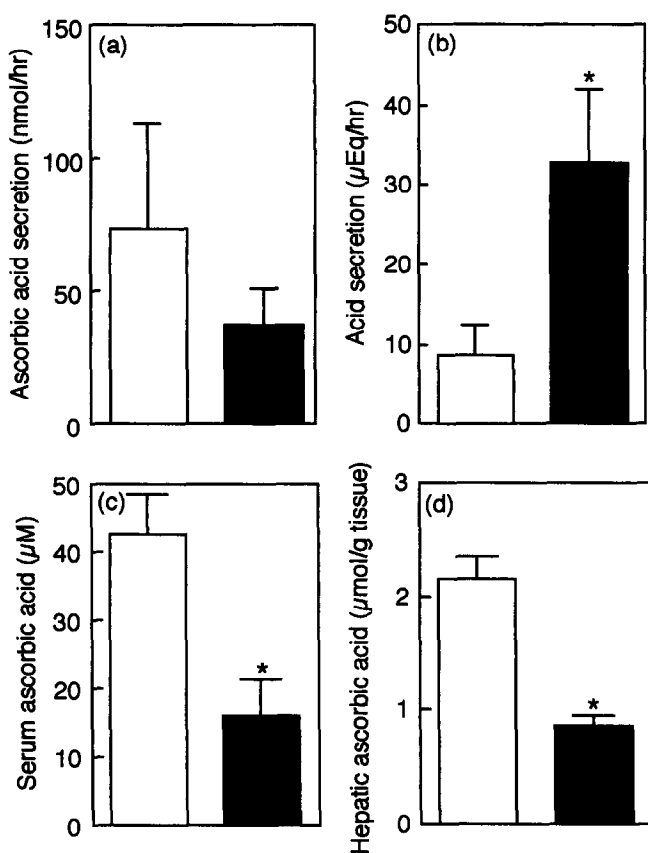 (a)
Ascorbic acid secretion (nmol/hr)
150
100
50
0
(b)
Acid secretion (µEq/hr)
50
40
30
20
10
0
*
(c)
Serum ascorbic acid (µM)
50
40
30
20
10
0
*
(d)
Hepatic ascorbic acid (µmol/g tissue)
3
2
1
0
*